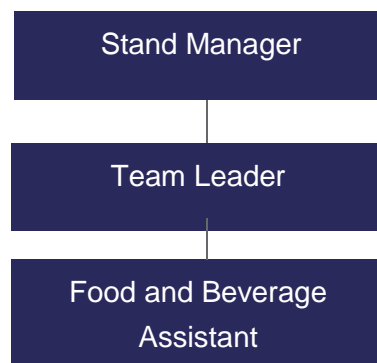 Stand Manager
Team Leader
Food and Beverage
Assistant